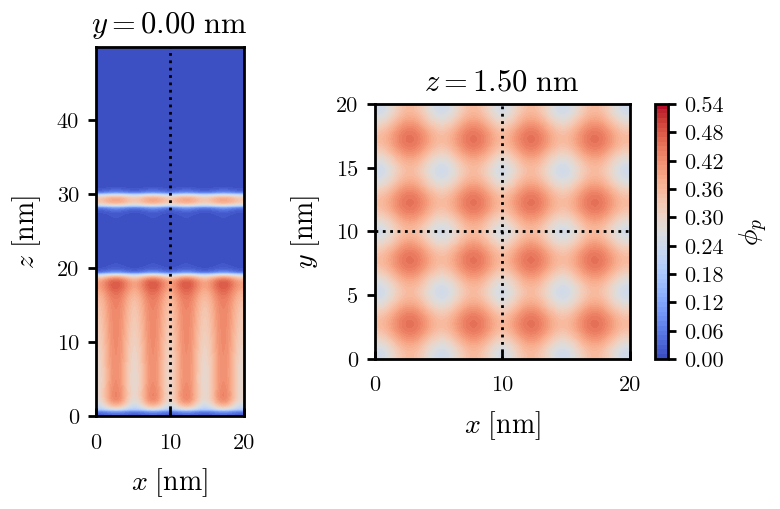 y = 0.00 nm
40
30
20
10
0
z [nm]
0 10 20
x [nm]
z = 1.50 nm
20
15
10
5
0
y [nm]
0 10 20
x [nm]
0.54
0.48
0.42
0.36
0.30
0.24
0.18
0.12
0.06
0.00
ϕₚ